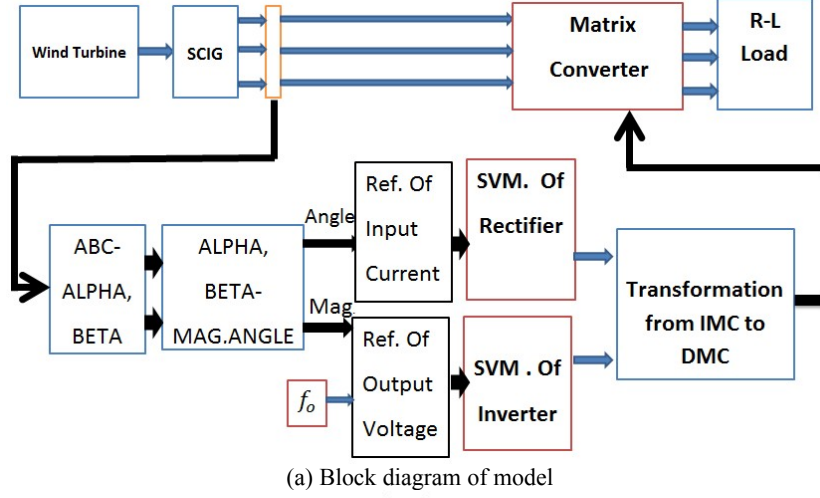 Wind Turbine
SCIG
Matrix
Converter
R-L
Load
ABC-
ALPHA,
BETA
ALPHA,
BETA-
MAG.ANGLE
Angle
Mag.
Ref. Of
Input
Current
SVM. Of
Rectifier
Ref. Of
Output
Voltage
fo
SVM . Of
Inverter
Transformation
from IMC to
DMC
(a) Block diagram of model